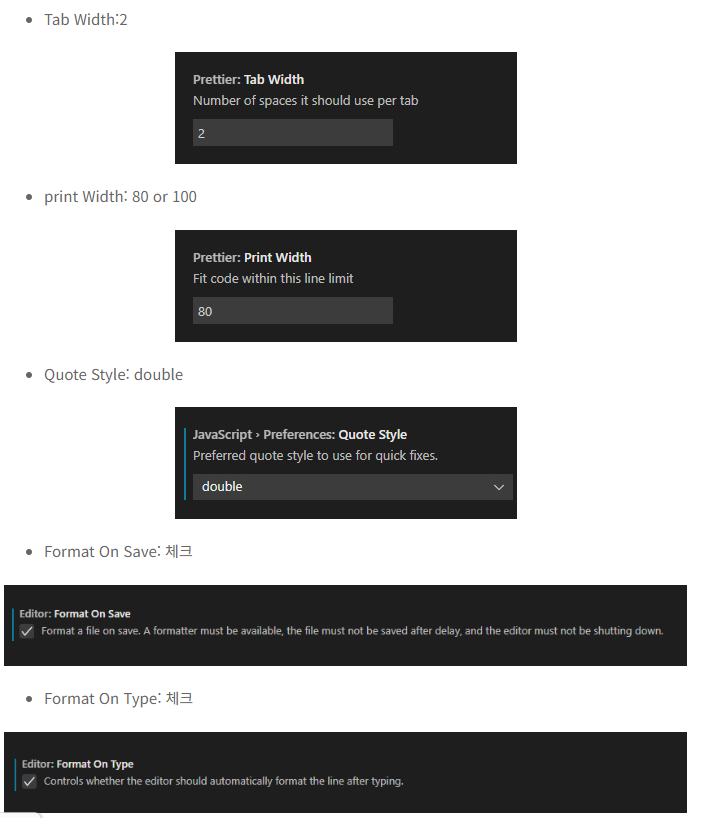 Tab Width:2
Prettier: Tab Width
Number of spaces it should use per tab
2
print Width: 80 or 100
Prettier: Print Width
Fit code within this line limit
80
Quote Style: double
JavaScript › Preferences: Quote Style
Preferred quote style to use for quick fixes.
double
Format On Save: 체크
Editor: Format On Save
Format a file on save. A formatter must be available, the file must not be saved after delay, and the editor must not be shutting down.
Format On Type: 체크
Editor: Format On Type
Controls whether the editor should automatically format the line after typing.